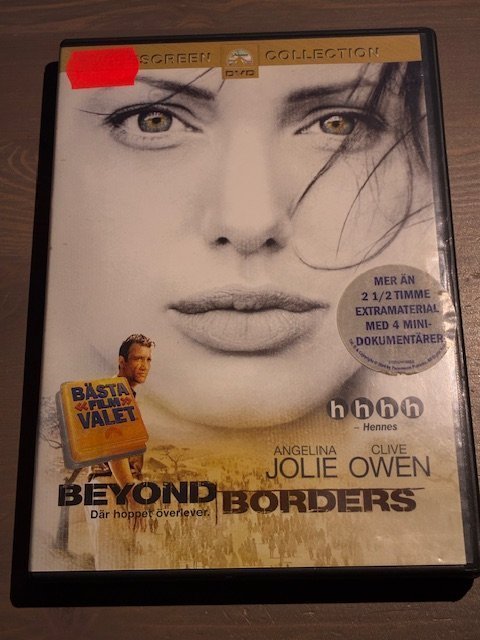 SCREEN COLLECTION
DVD
MER ÄN
2 1/2 TIMME
EXTRAMATERIAL
MED 4 MINI-
DOKUMENTÄRER
BÄSTA
«FILM»
VALET
hhhh
– Hennes
ANGELINA CLIVE
JOLIE OWEN
BEYOND BORDERS
Där hoppet överlever.